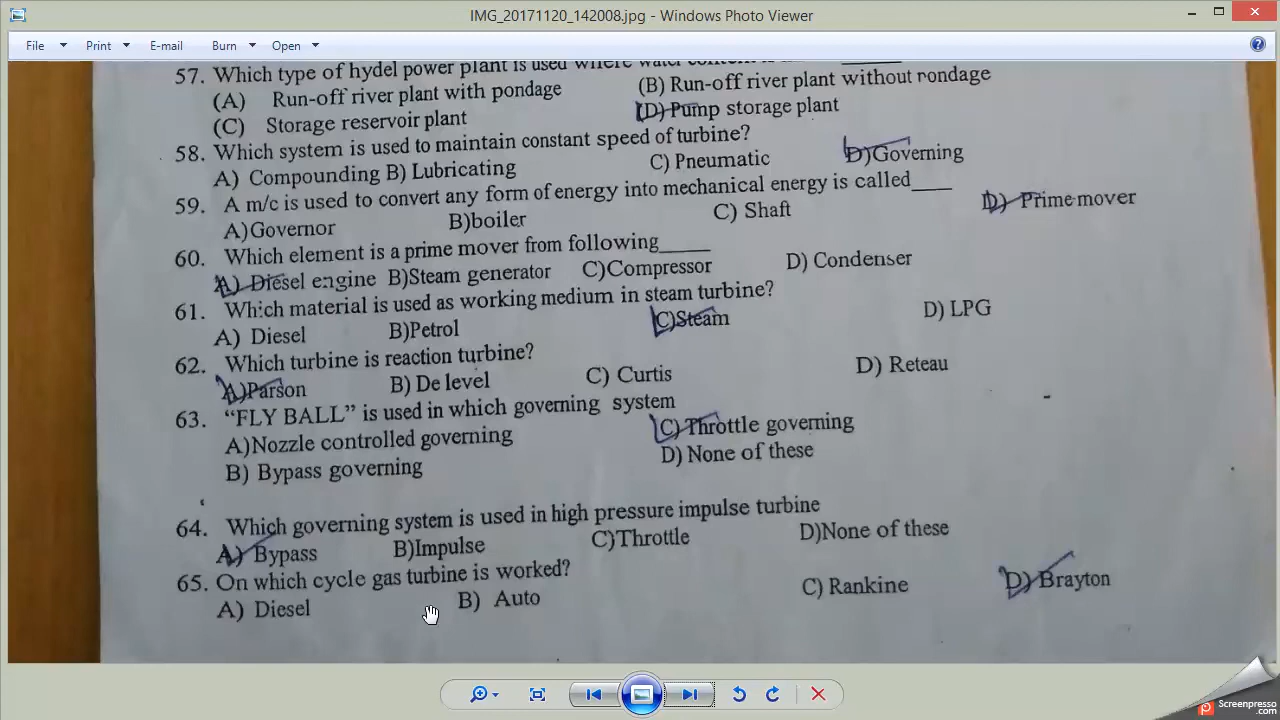 IMG_20171120_142008.jpg - Windows Photo Viewer
File Print E-mail Burn Open
57. Which type of hydel power plant is used where water content is
(A) Run-off river plant with pondage (B) Run-off river plant without pondage
(C) Storage reservoir plant (D) Pump storage plant
58. Which system is used to maintain constant speed of turbine?
A) Compounding B) Lubricating C) Pneumatic D)Governing
59. A m/c is used to convert any form of energy into mechanical energy is called____
A)Governor B)boiler C) Shaft D) Prime mover
60. Which element is a prime mover from following_____
A) Diesel engine B)Steam generator C)Compressor D) Condenser
61. Which material is used as working medium in steam turbine?
A) Diesel B)Petrol C)Steam D) LPG
62. Which turbine is reaction turbine?
A)Parson B) De level C) Curtis D) Reteau
63. “FLY BALL” is used in which governing system
A)Nozzle controlled governing C) Throttle governing
B) Bypass governing D) None of these
64. Which governing system is used in high pressure impulse turbine
A) Bypass B)Impulse C)Throttle D)None of these
65. On which cycle gas turbine is worked?
A) Diesel B) Auto C) Rankine D) Brayton
Screenpresso
.com